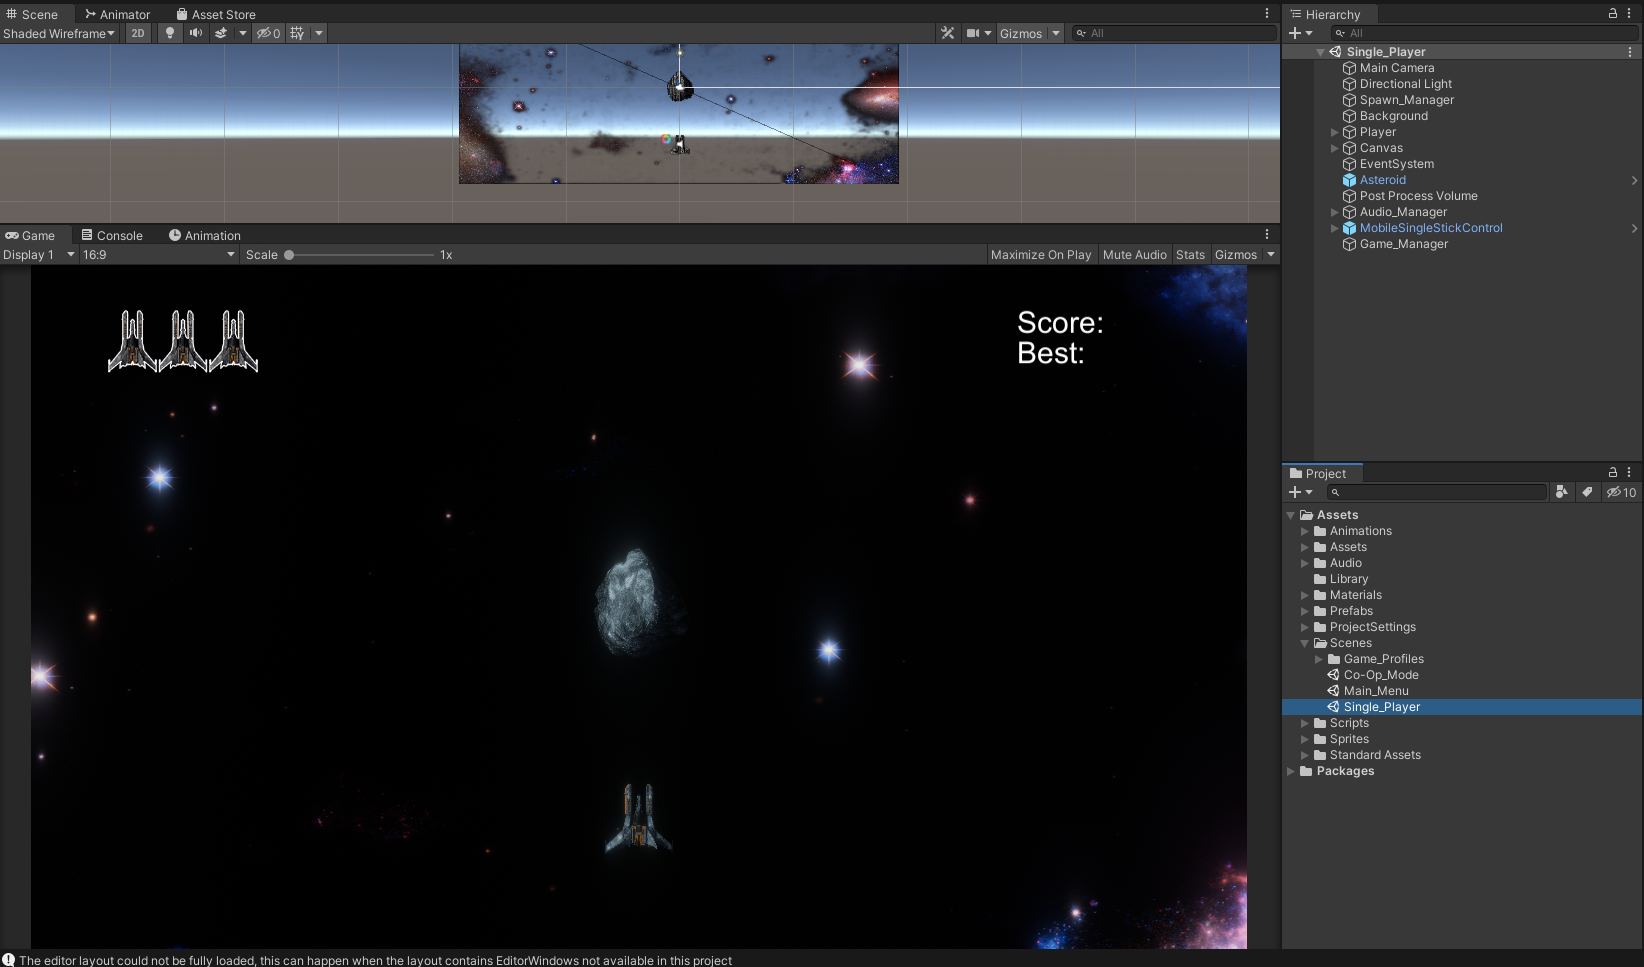 Scene Animator Asset Store
Shaded Wireframe 2D 0 Gizmos All
Game Console Animation
Display 1 16:9 Scale 1x Maximize On Play Mute Audio Stats Gizmos
Score:
Best:
The editor layout could not be fully loaded, this can happen when the layout contains EditorWindows not available in this project
Hierarchy
All
Single_Player
Main Camera
Directional Light
Spawn_Manager
Background
Player
Canvas
EventSystem
Asteroid
Post Process Volume
Audio_Manager
MobileSingleStickControl
Game_Manager
Project
10
Assets
Animations
Assets
Audio
Library
Materials
Prefabs
ProjectSettings
Scenes
Game_Profiles
Co-Op_Mode
Main_Menu
Single_Player
Scripts
Sprites
Standard Assets
Packages